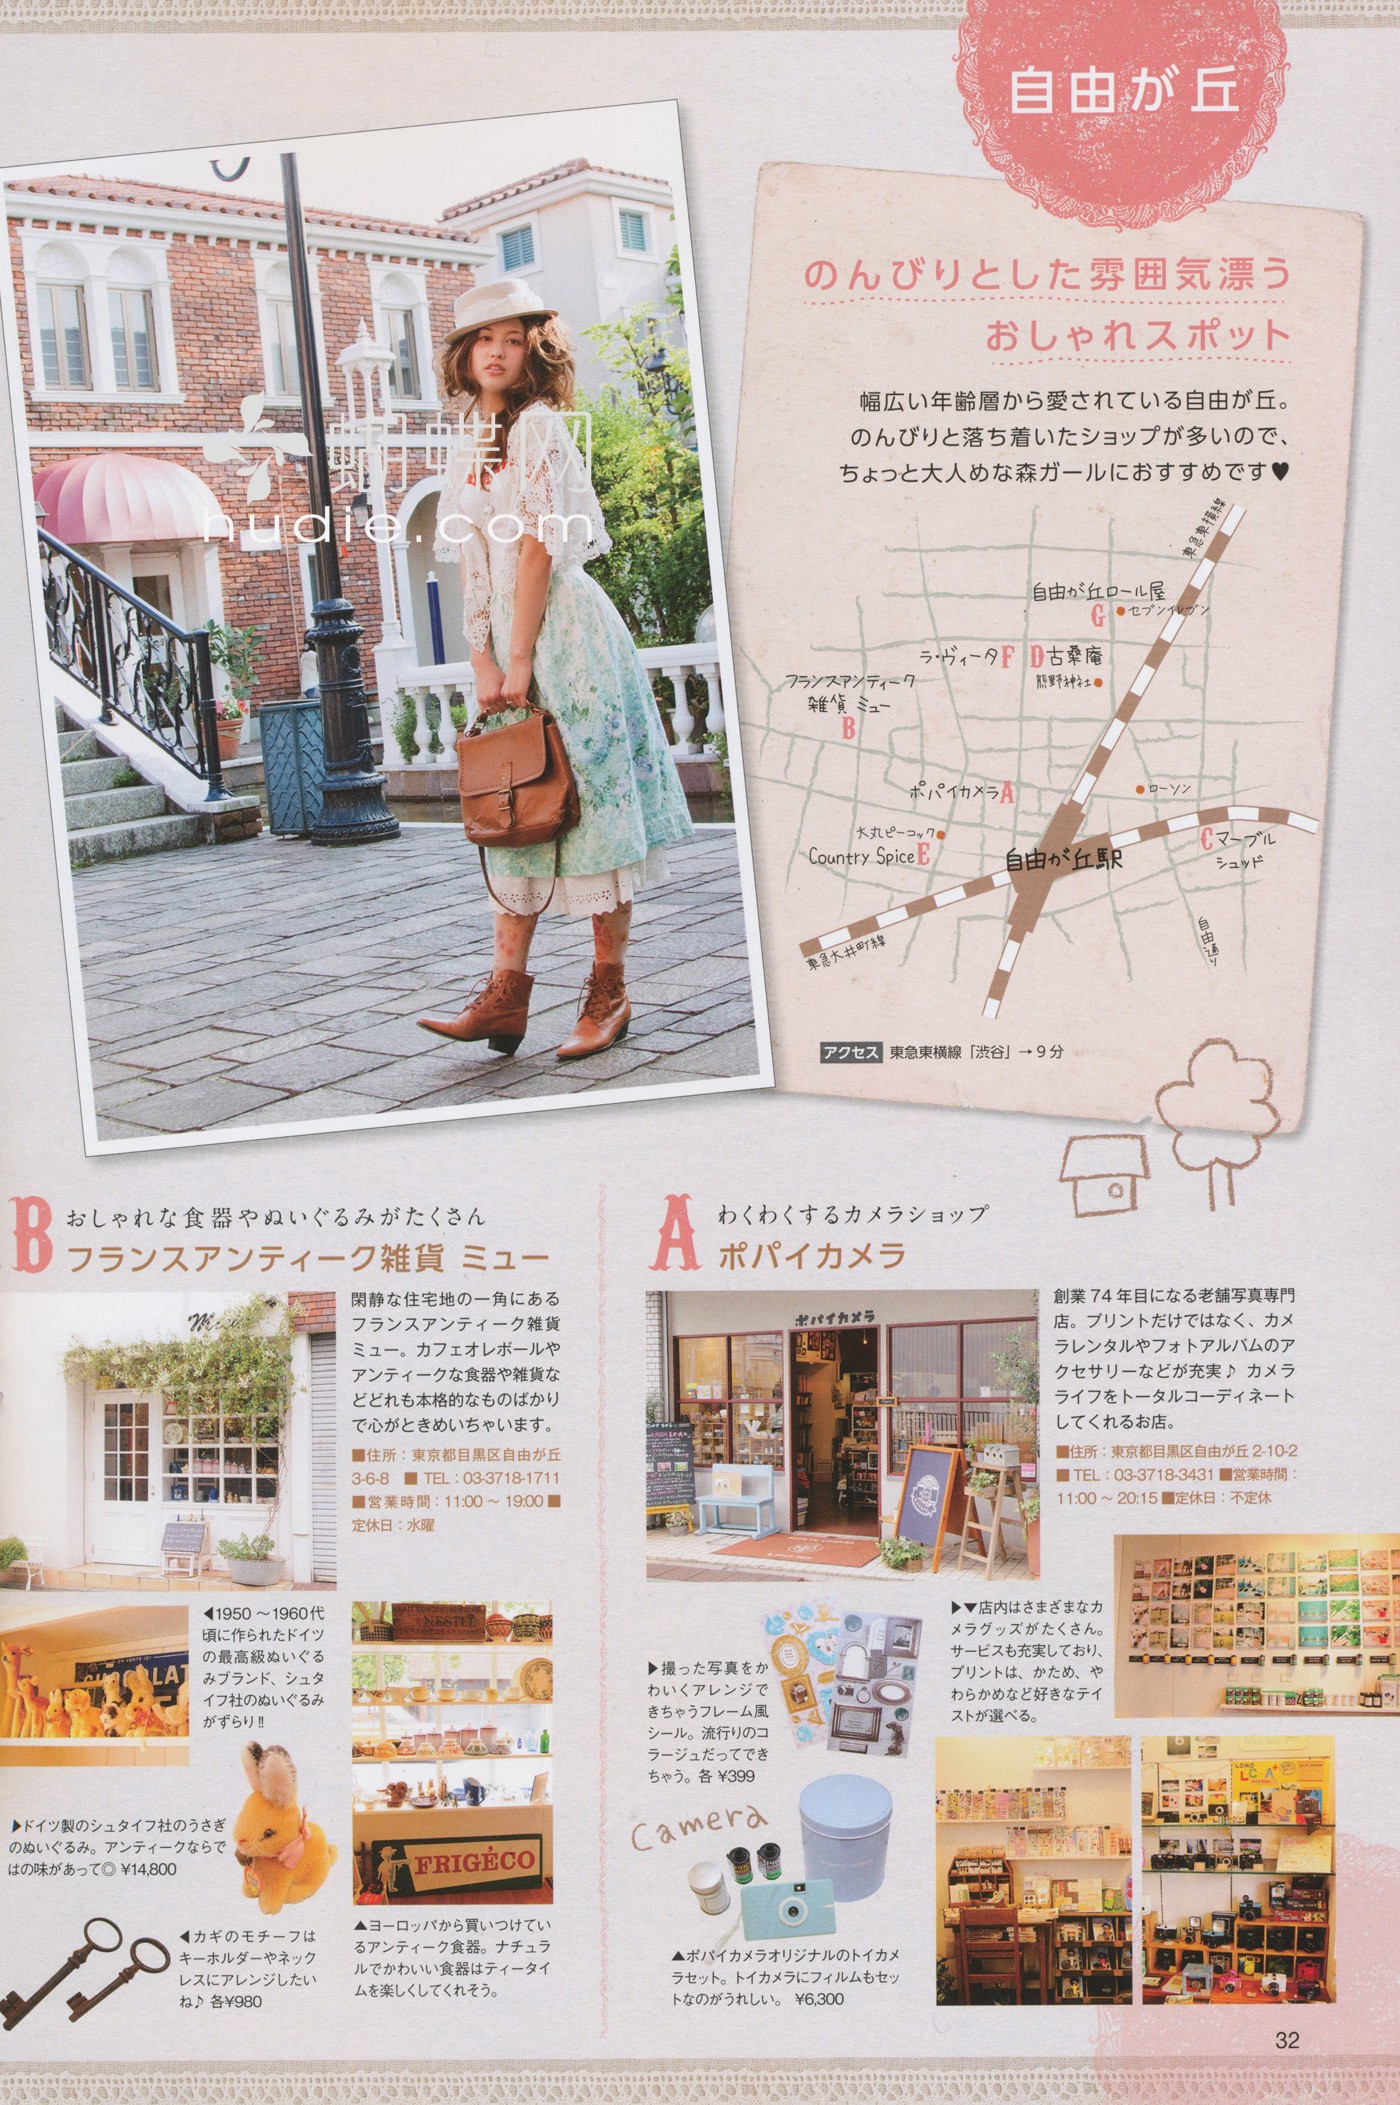 自由が丘
のんびりとした雰囲気漂う
おしゃれスポット
幅広い年齢層から愛されている自由が丘。
のんびりと落ち着いたショップが多いので、
ちょっと大人めな森ガールにおすすめです♥
東急東横線
自由が丘ロール屋
G ●セブンイレブン
ラ・ヴィータ F D 古桑庵
熊野神社●
フランスアンティーク
雑貨 ミュー
B
ポパイカメラ A
●ローソン
大丸ピーコック●
Country Spice E
自由が丘駅
C マーブル
シュッド
東急大井町線
自由通り
アクセス 東急東横線「渋谷」→9分
蝴蝶网
hudie.com
A わくわくするカメラショップ
ポパイカメラ
ポパイカメラ
創業74年目になる老舗写真専門
店。プリントだけではなく、カメ
ラレンタルやフォトアルバムのア
クセサリーなどが充実♪ カメラ
ライフをトータルコーディネート
してくれるお店。
■住所：東京都目黒区自由が丘2-10-2
■TEL：03-3718-3431 ■営業時間：
11:00～20:15 ■定休日：不定休
▶撮った写真をか
わいくアレンジで
きちゃうフレーム風
シール。流行りのコ
ラージュだってでき
ちゃう。各¥399
▶▼店内はさまざまなカ
メラグッズがたくさん。
サービスも充実しており、
プリントは、かため、や
わらかめなど好きなテイ
ストが選べる。
Camera
▲ポパイカメラオリジナルのトイカメ
ラセット。トイカメラにフィルムもセッ
トなのがうれしい。 ¥6,300
LOMO
LC-A+
B おしゃれな食器やぬいぐるみがたくさん
フランスアンティーク雑貨 ミュー
閑静な住宅地の一角にある
フランスアンティーク雑貨
ミュー。カフェオレボールや
アンティークな食器や雑貨な
どどれも本格的なものばかり
で心がときめいちゃいます。
■住所：東京都目黒区自由が丘
3-6-8 ■TEL：03-3718-1711
■営業時間：11:00～19:00 ■
定休日：水曜
◀1950～1960代
頃に作られたドイツ
の最高級ぬいぐる
みブランド、シュタ
イフ社のぬいぐるみ
がずらり!!
NESTLÉ
▶ドイツ製のシュタイフ社のうさぎ
のぬいぐるみ。アンティークならで
はの味があって◎ ¥14,800
FRIGÉCO
◀カギのモチーフは
キーホルダーやネック
レスにアレンジしたい
ね♪ 各¥980
▲ヨーロッパから買いつけてい
るアンティーク食器。ナチュラ
ルでかわいい食器はティータイ
ムを楽しくしてくれそう。
32